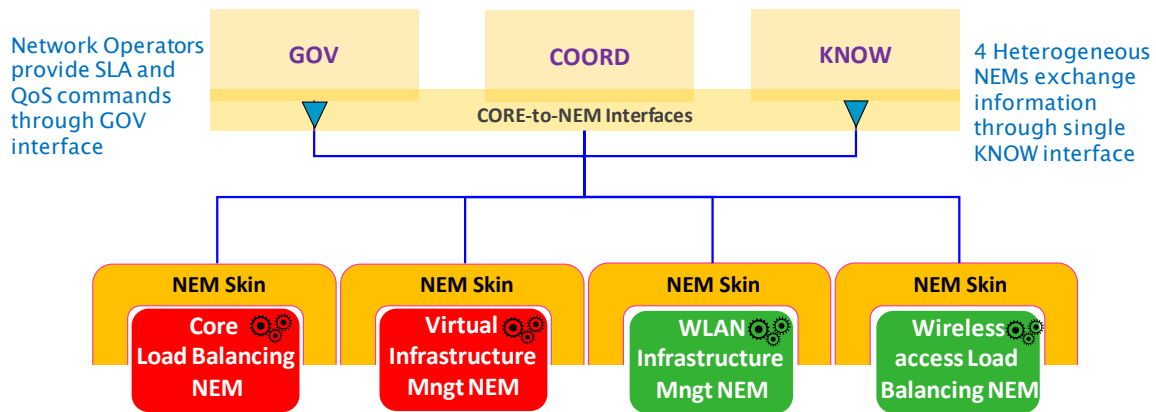 Network Operators
provide SLA and
QoS commands
through GOV
interface
GOV
COORD
KNOW
CORE-to-NEM Interfaces
4 Heterogeneous
NEMs exchange
information
through single
KNOW interface
NEM Skin
NEM Skin
NEM Skin
NEM Skin
Core
Load Balancing
NEM
Virtual
Infrastructure
Mngt NEM
WLAN
Infrastructure
Mngt NEM
Wireless
access Load
Balancing NEM